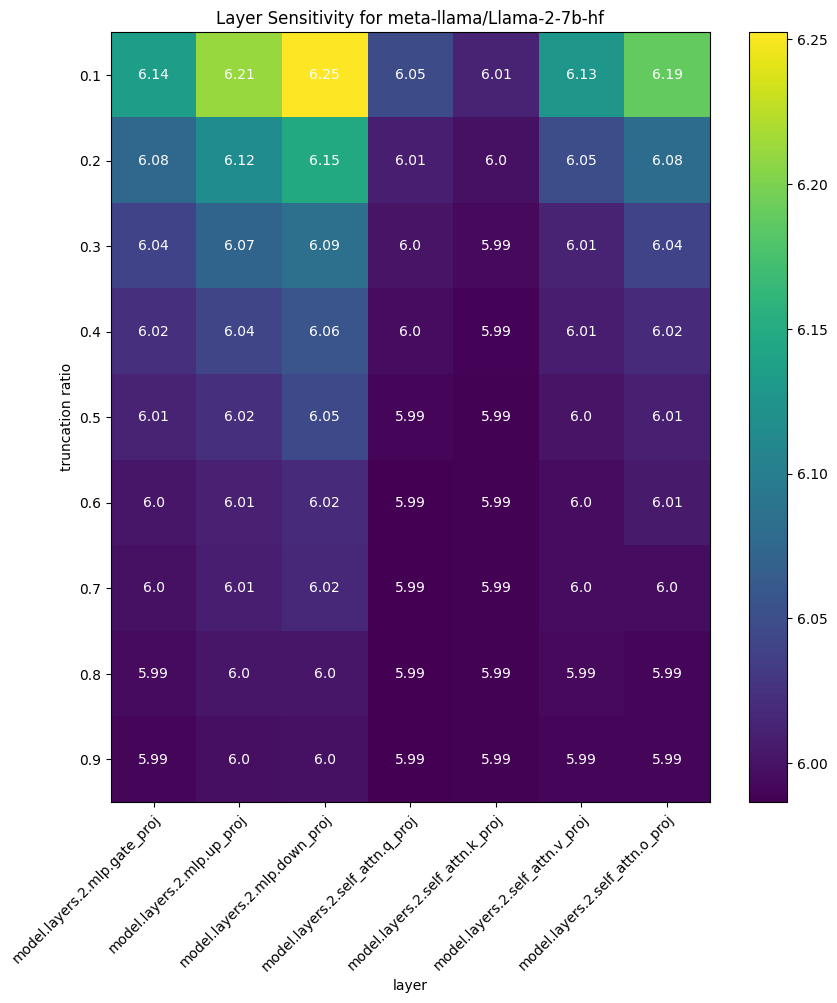 Layer Sensitivity for meta-llama/Llama-2-7b-hf
truncation ratio
0.1 6.14 6.21 6.25 6.05 6.01 6.13 6.19
0.2 6.08 6.12 6.15 6.01 6.0 6.05 6.08
0.3 6.04 6.07 6.09 6.0 5.99 6.01 6.04
0.4 6.02 6.04 6.06 6.0 5.99 6.01 6.02
0.5 6.01 6.02 6.05 5.99 5.99 6.0 6.01
0.6 6.0 6.01 6.02 5.99 5.99 6.0 6.01
0.7 6.0 6.01 6.02 5.99 5.99 6.0 6.0
0.8 5.99 6.0 6.0 5.99 5.99 5.99 5.99
0.9 5.99 6.0 6.0 5.99 5.99 5.99 5.99
model.layers.2.mlp.gate_proj
model.layers.2.mlp.up_proj
model.layers.2.mlp.down_proj
model.layers.2.self_attn.q_proj
model.layers.2.self_attn.k_proj
model.layers.2.self_attn.v_proj
model.layers.2.self_attn.o_proj
layer
6.25
6.20
6.15
6.10
6.05
6.00